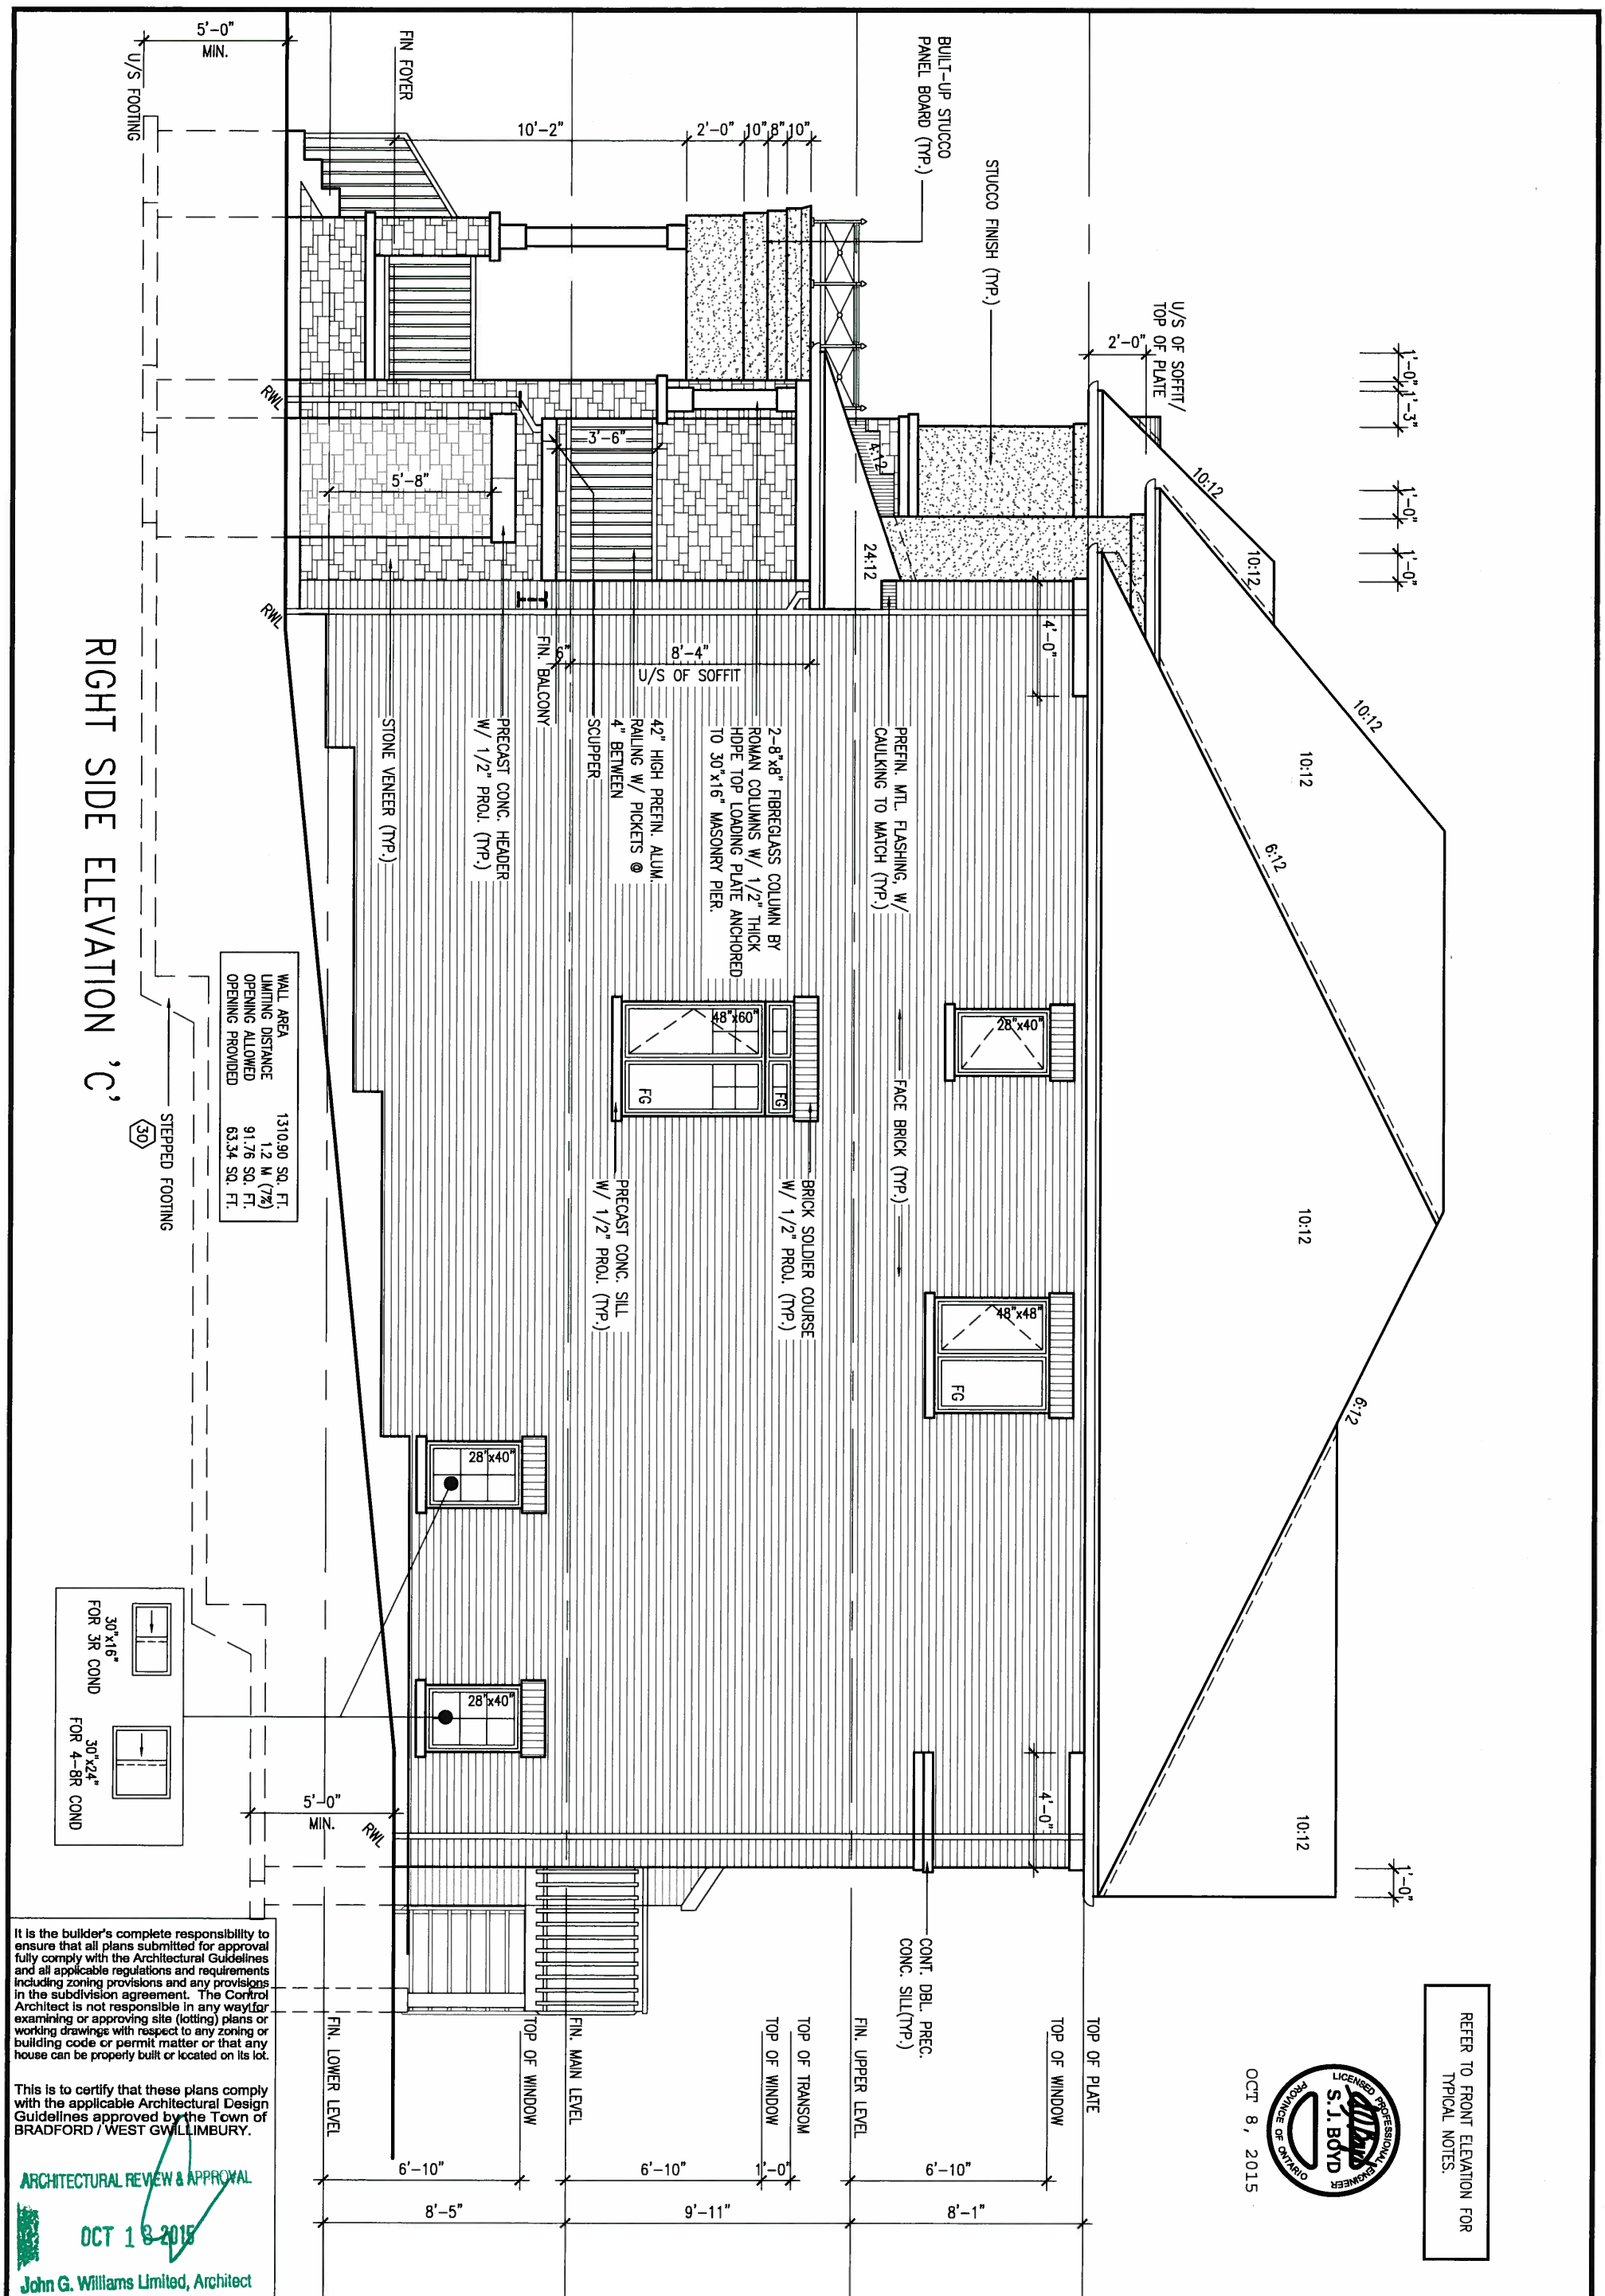 REFER TO FRONT ELEVATION FOR
TYPICAL NOTES.
LICENSED PROFESSIONAL ENGINEER
S. J. BOYD
PROVINCE OF ONTARIO
OCT 8, 2015
1'-0"
1'-3"
1'-0"
1'-0"
1'-0"
U/S OF SOFFIT/
TOP OF PLATE
2'-0"
10:12
10:12
10:12
10:12
6:12
10:12
6:12
10:12
STUCCO FINISH (TYP.)
BUILT-UP STUCCO
PANEL BOARD (TYP.)
4:12
24:12
4'-0"
4'-0"
10"
8"
10"
2'-0"
10'-2"
FIN FOYER
5'-0"
MIN.
U/S FOOTING
RWL
RWL
RWL
3'-6"
5'-8"
6"
8'-4"
U/S OF SOFFIT
FIN. BALCONY
PREFIN. MTL. FLASHING, W/
CAULKING TO MATCH (TYP.)
2-8"x8" FIBREGLASS COLUMN BY
ROMAN COLUMNS W/ 1/2" THICK
HDPE TOP LOADING PLATE ANCHORED
TO 30"x16" MASONRY PIER.
42" HIGH PREFIN. ALUM.
RAILING W/ PICKETS @
4" BETWEEN
SCUPPER
PRECAST CONC. HEADER
W/ 1/2" PROJ. (TYP.)
STONE VENEER (TYP.)
28"x40"
48"x48"
FG
FACE BRICK (TYP.)
48"x60"
FG
FG
BRICK SOLDIER COURSE
W/ 1/2" PROJ. (TYP.)
PRECAST CONC. SILL
W/ 1/2" PROJ. (TYP.)
28"x40"
28"x40"
CONT. DBL. PREC.
CONC. SILL(TYP.)
TOP OF PLATE
TOP OF WINDOW
FIN. UPPER LEVEL
TOP OF TRANSOM
TOP OF WINDOW
FIN. MAIN LEVEL
TOP OF WINDOW
FIN. LOWER LEVEL
6'-10"
8'-1"
1'-0"
6'-10"
9'-11"
6'-10"
8'-5"
5'-0"
MIN.
WALL AREA 1310.90 SQ. FT.
LIMITING DISTANCE 1.2 M (7%)
OPENING ALLOWED 91.76 SQ. FT.
OPENING PROVIDED 63.34 SQ. FT.
STEPPED FOOTING
30
30"x16"
FOR 3R COND
30"x24"
FOR 4-8R COND
RIGHT SIDE ELEVATION 'C'
It is the builder's complete responsibility to
ensure that all plans submitted for approval
fully comply with the Architectural Guidelines
and all applicable regulations and requirements
including zoning provisions and any provisions
in the subdivision agreement. The Control
Architect is not responsible in any way for
examining or approving site (lotting) plans or
working drawings with respect to any zoning or
building code or permit matter or that any
house can be properly built or located on its lot.
This is to certify that these plans comply
with the applicable Architectural Design
Guidelines approved by the Town of
BRADFORD / WEST GWILLIMBURY.
ARCHITECTURAL REVIEW & APPROVAL
OCT 13 2015
John G. Williams Limited, Architect